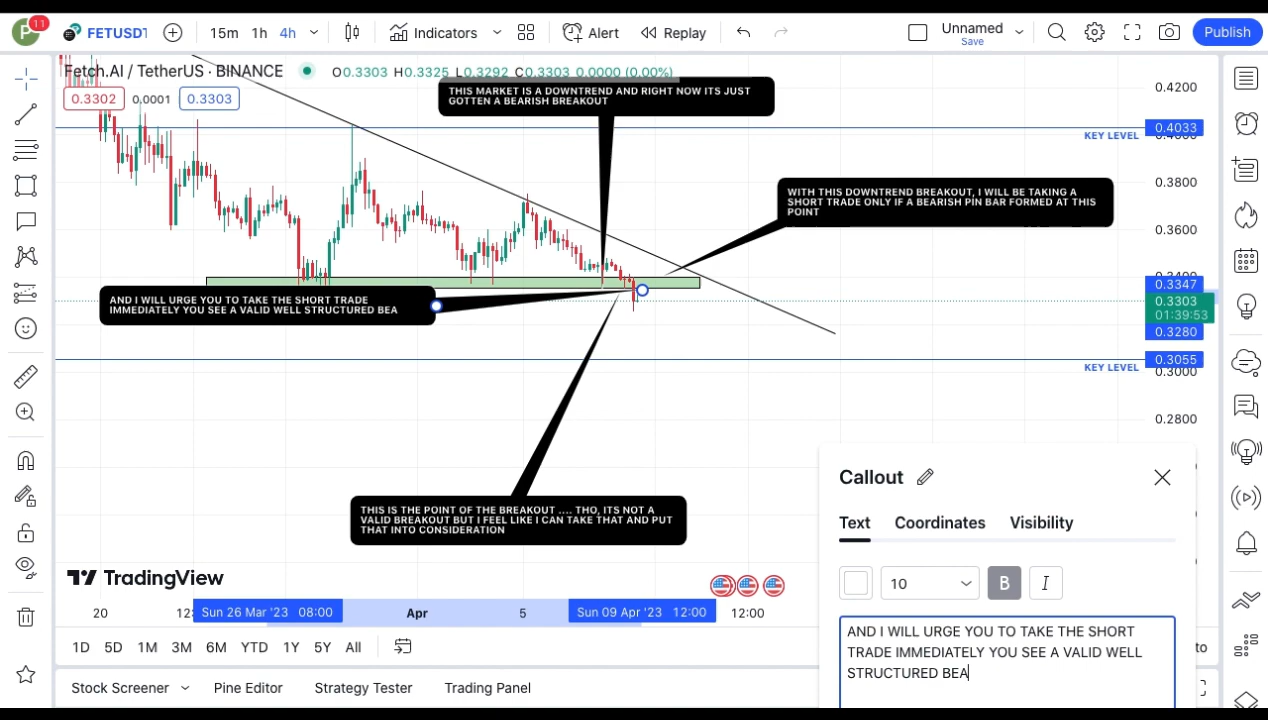 P
11
FETUSDT
15m 1h 4h
Indicators
Alert
Replay
Unnamed
Save
Publish
Fetch.AI / TetherUS · BINANCE
O0.3303 H0.3325 L0.3292 C0.3303 0.0000 (0.00%)
0.3302 0.0001 0.3303
THIS MARKET IS A DOWNTREND AND RIGHT NOW ITS JUST
GOTTEN A BEARISH BREAKOUT
0.4200
0.4033
0.4000
KEY LEVEL
0.3800
WITH THIS DOWNTREND BREAKOUT, I WILL BE TAKING A
SHORT TRADE ONLY IF A BEARISH PIN BAR FORMED AT THIS
POINT
0.3600
0.3400
0.3347
AND I WILL URGE YOU TO TAKE THE SHORT TRADE
IMMEDIATELY YOU SEE A VALID WELL STRUCTURED BEA
0.3303
01:39:53
0.3280
0.3055
KEY LEVEL
0.3000
0.2800
THIS IS THE POINT OF THE BREAKOUT .... THO, ITS NOT A
VALID BREAKOUT BUT I FEEL LIKE I CAN TAKE THAT AND PUT
THAT INTO CONSIDERATION
Callout
Text Coordinates Visibility
10
B I
AND I WILL URGE YOU TO TAKE THE SHORT
TRADE IMMEDIATELY YOU SEE A VALID WELL
STRUCTURED BEA
TradingView
20 12: Sun 26 Mar '23 08:00 Apr 5 Sun 09 Apr '23 12:00 12:00
1D 5D 1M 3M 6M YTD 1Y 5Y All
Stock Screener Pine Editor Strategy Tester Trading Panel